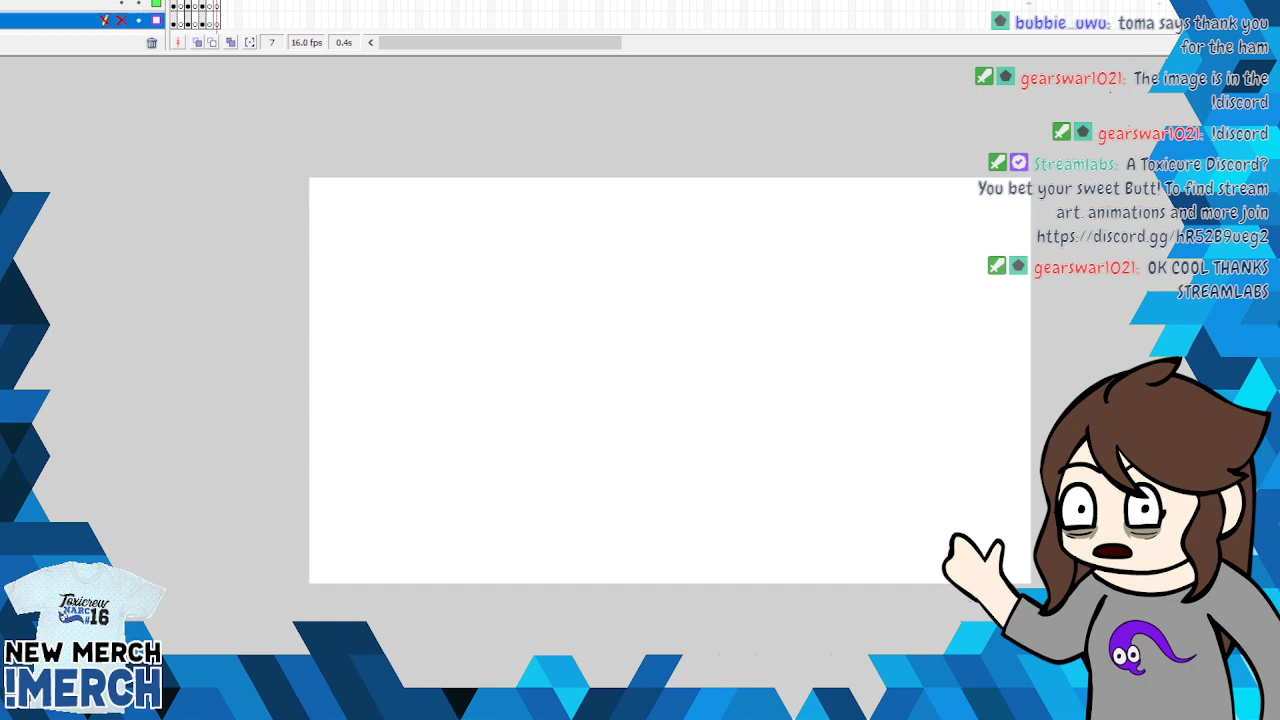 7 16.0 fps 0.4s
bubbie_uwu: toma says thank you
for the ham
gearswar1021: The image is in the
!discord
gearswar1021: !discord
Streamlabs: A Toxicure Discord?
You bet your sweet Butt! To find stream
art. animations and more join
https://discord.gg/hR52B9ueg2
gearswar1021: OK COOL THANKS
STREAMLABS
Toxicrew
MARC
#16
NEW MERCH
!MERCH